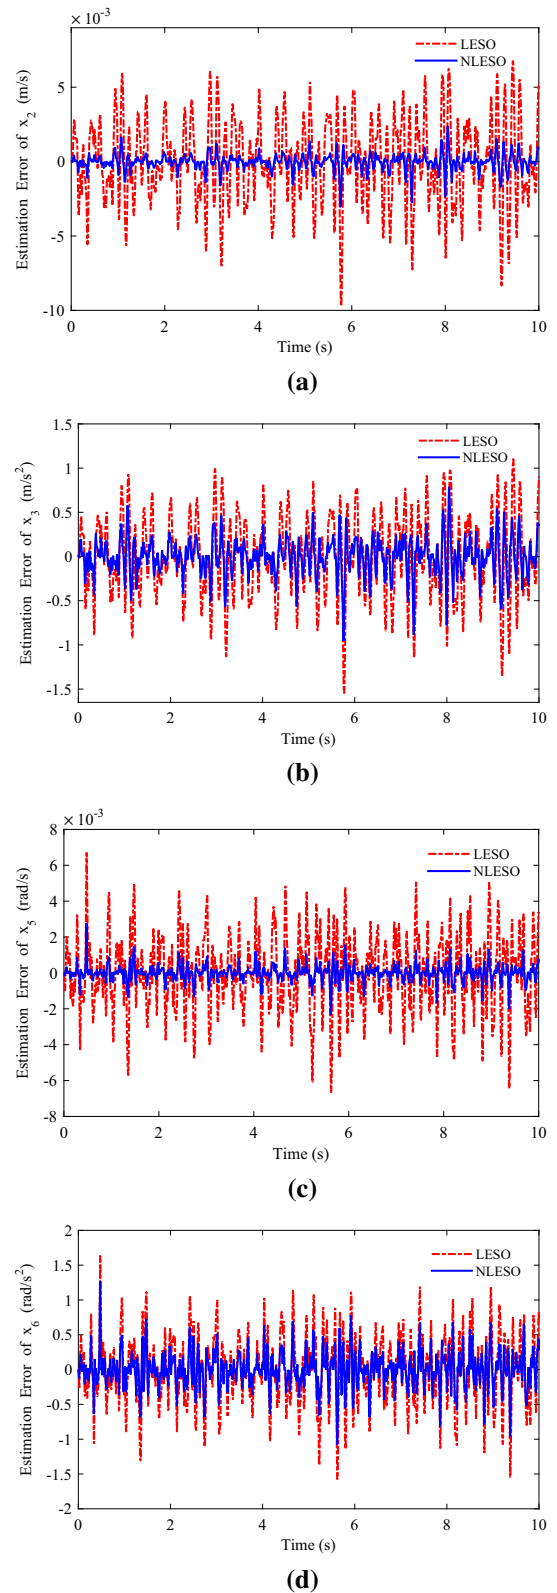 × 10⁻³
LESO
NLESO
5
0
-5
-10
Estimation Error of x₂ (m/s)
0 2 4 6 8 10
Time (s)
(a)
1.5
LESO
NLESO
1
0.5
0
-0.5
-1
-1.5
Estimation Error of x₃ (m/s²)
0 2 4 6 8 10
Time (s)
(b)
× 10⁻³
8
LESO
NLESO
6
4
2
0
-2
-4
-6
-8
Estimation Error of x₅ (rad/s)
0 2 4 6 8 10
Time (s)
(c)
2
LESO
NLESO
1.5
1
0.5
0
-0.5
-1
-1.5
-2
Estimation Error of x₆ (rad/s²)
0 2 4 6 8 10
Time (s)
(d)